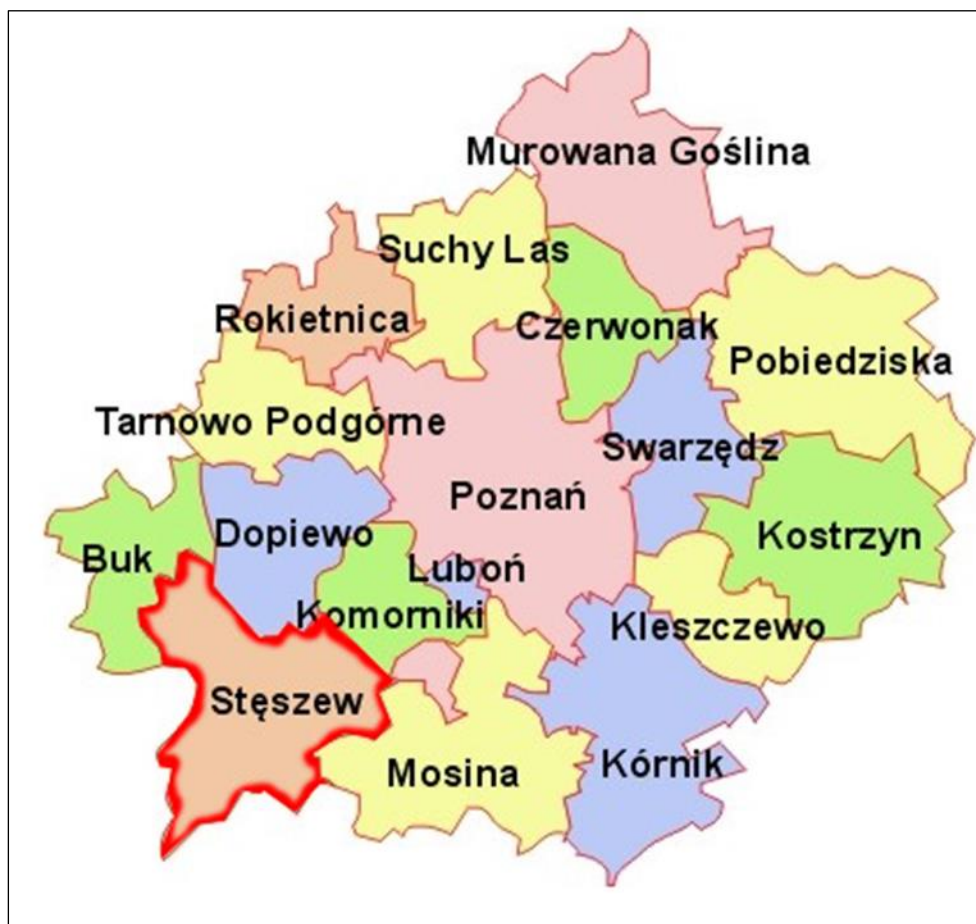 Murowana Goślina
Suchy Las
Rokietnica
Czerwonak
Pobiedziska
Tarnowo Podgórne
Swarzędz
Poznań
Dopiewo
Kostrzyn
Buk
Luboń
Komorniki
Kleszczewo
Stęszew
Mosina
Kórnik